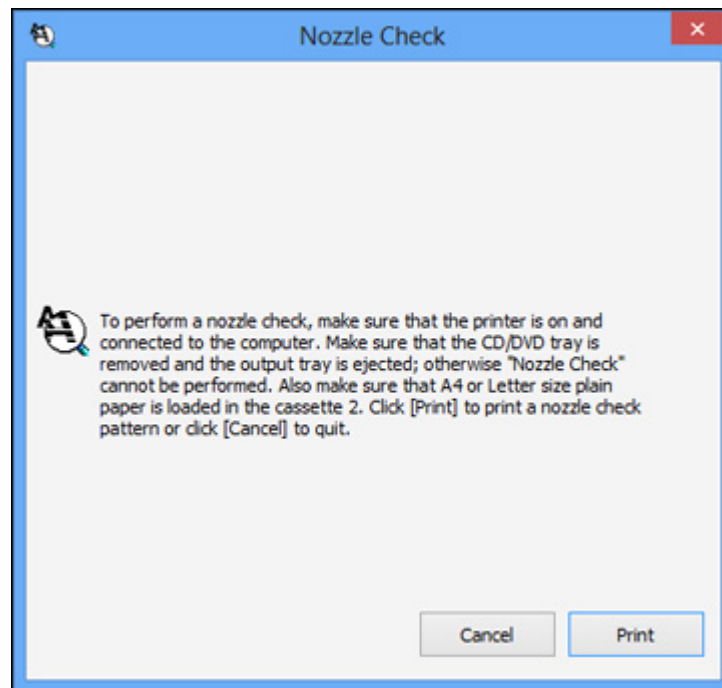 Nozzle Check
To perform a nozzle check, make sure that the printer is on and
connected to the computer. Make sure that the CD/DVD tray is
removed and the output tray is ejected; otherwise "Nozzle Check"
cannot be performed. Also make sure that A4 or Letter size plain
paper is loaded in the cassette 2. Click [Print] to print a nozzle check
pattern or click [Cancel] to quit.
Cancel
Print